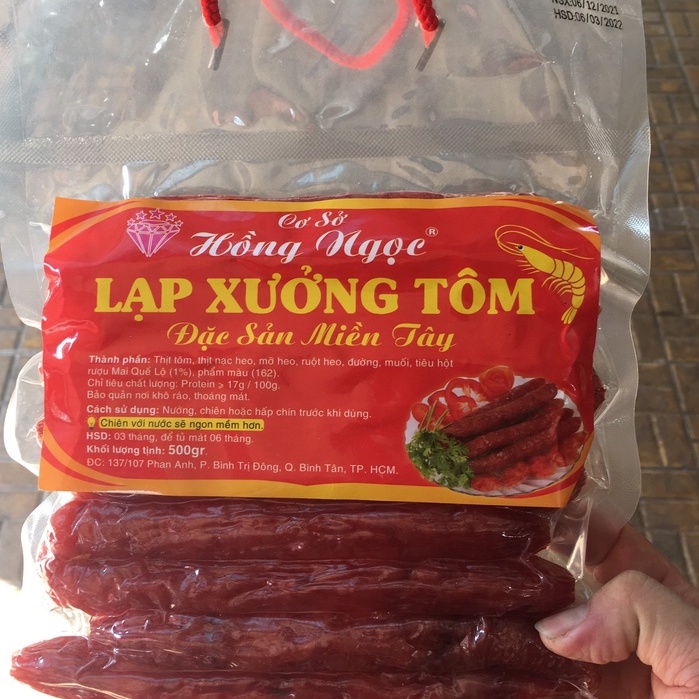 NSX:06/12/2021
HSD:06/03/2022
Cơ Sở
Hồng Ngọc®
LẠP XƯỞNG TÔM
Đặc Sản Miền Tây
Thành phần: Thịt tôm, thịt nạc heo, mỡ heo, ruột heo, đường, muối, tiêu hột
rượu Mai Quế Lộ (1%), phẩm màu (162).
Chỉ tiêu chất lượng: Protein ⩾ 17g / 100g.
Bảo quản nơi khô ráo, thoáng mát.
Cách sử dụng: Nướng, chiên hoặc hấp chín trước khi dùng.
Chiên với nước sẽ ngon mềm hơn.
HSD: 03 tháng, để tủ mát 06 tháng.
Khối lượng tịnh: 500gr.
ĐC: 137/107 Phan Anh, P. Bình Trị Đông, Q. Bình Tân, TP. HCM.